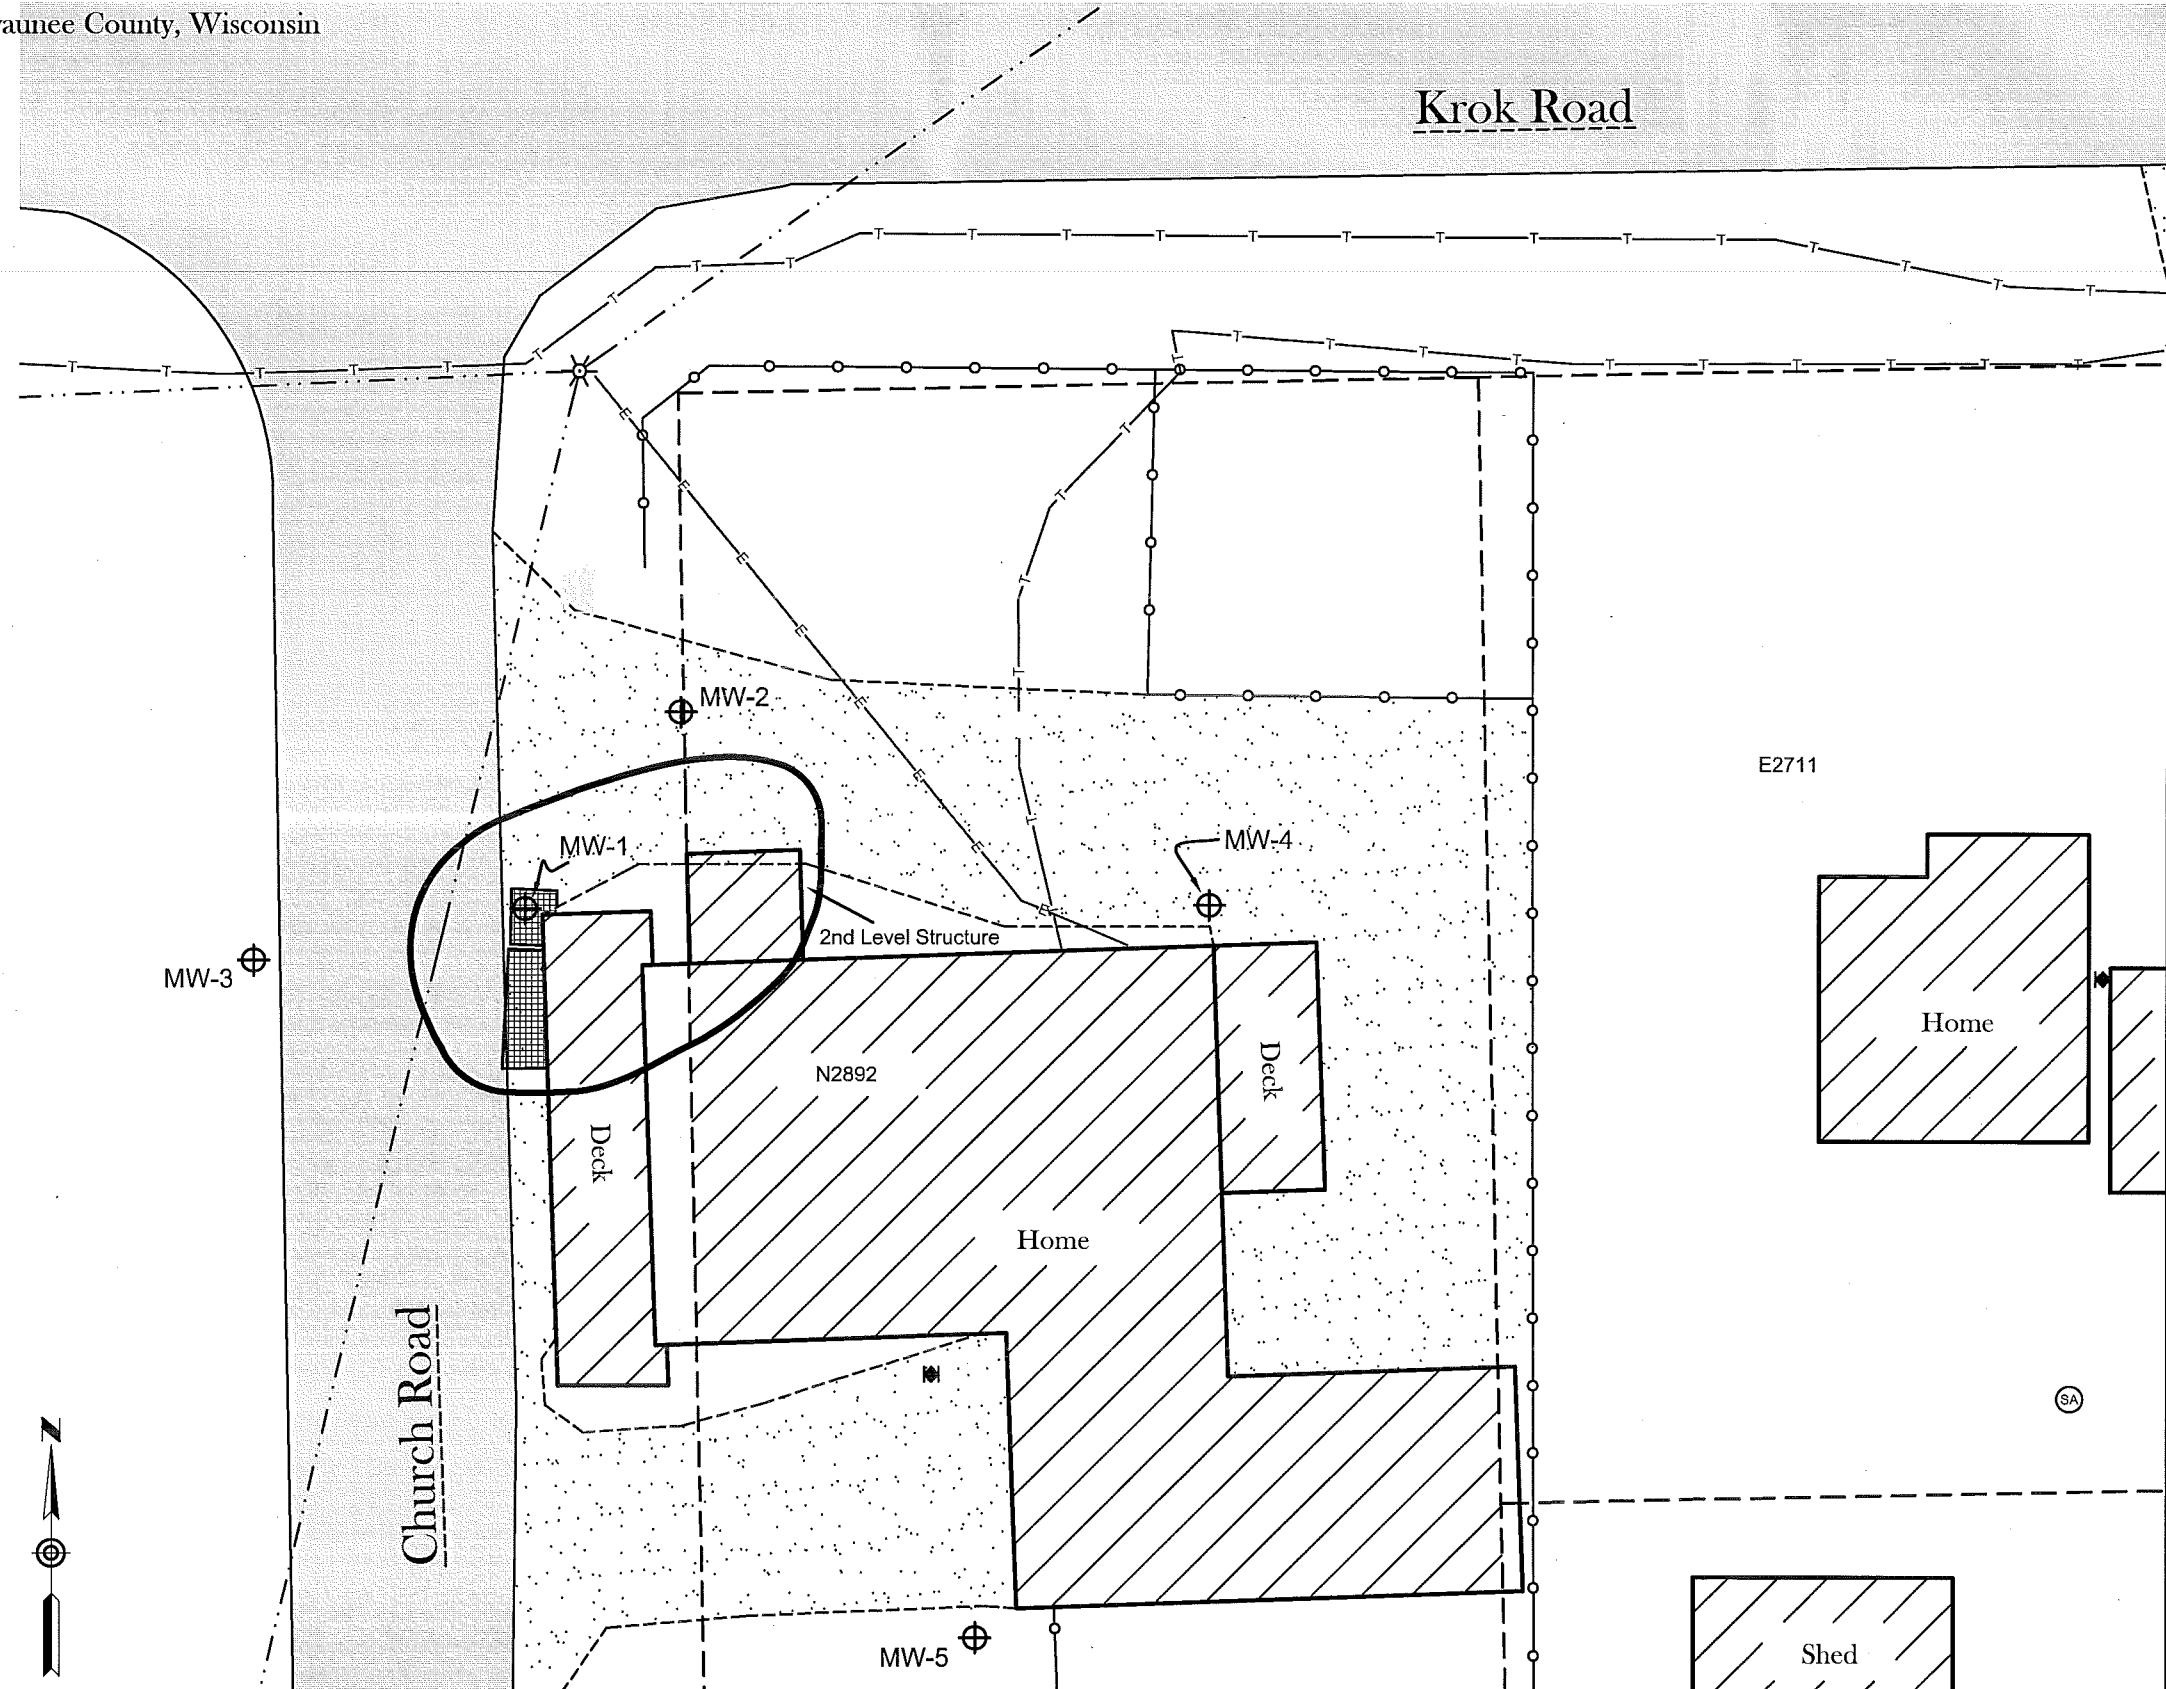 aunee County, Wisconsin
Krok Road
T T T T T T T T T T
T T T
T T T T T
T T T T T T T T T T T
T T T T T
E E E E E E E
MW-2
E2711
MW-1
MW-4
2nd Level Structure
MW-3
Home
N2892
Deck
Deck
Home
Church Road
SA
N
MW-5
Shed